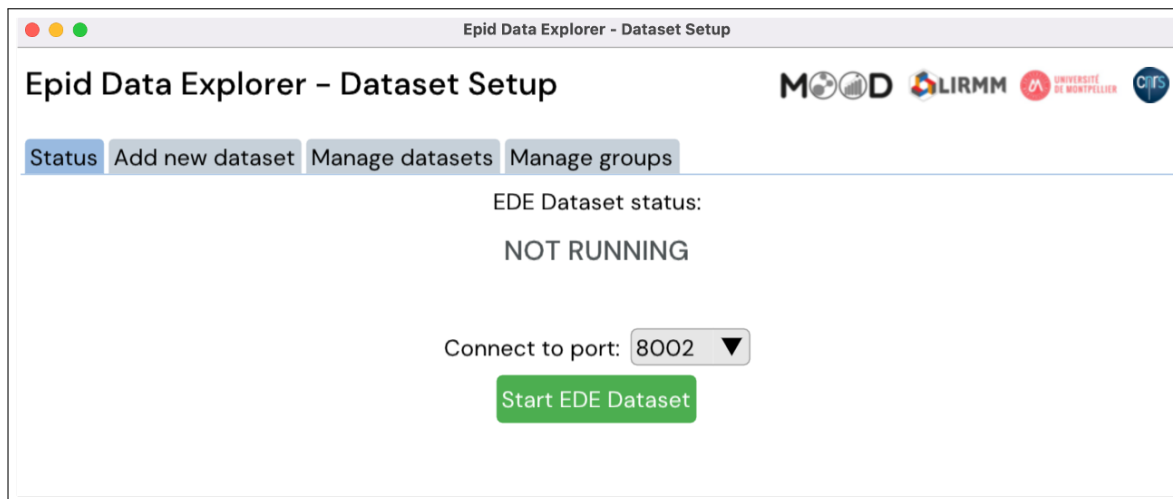 Epid Data Explorer - Dataset Setup
Epid Data Explorer - Dataset Setup
MOOD LIRMM UNIVERSITÉ DE MONTPELLIER cnrs
Status Add new dataset Manage datasets Manage groups
EDE Dataset status:
NOT RUNNING
Connect to port: 8002
Start EDE Dataset